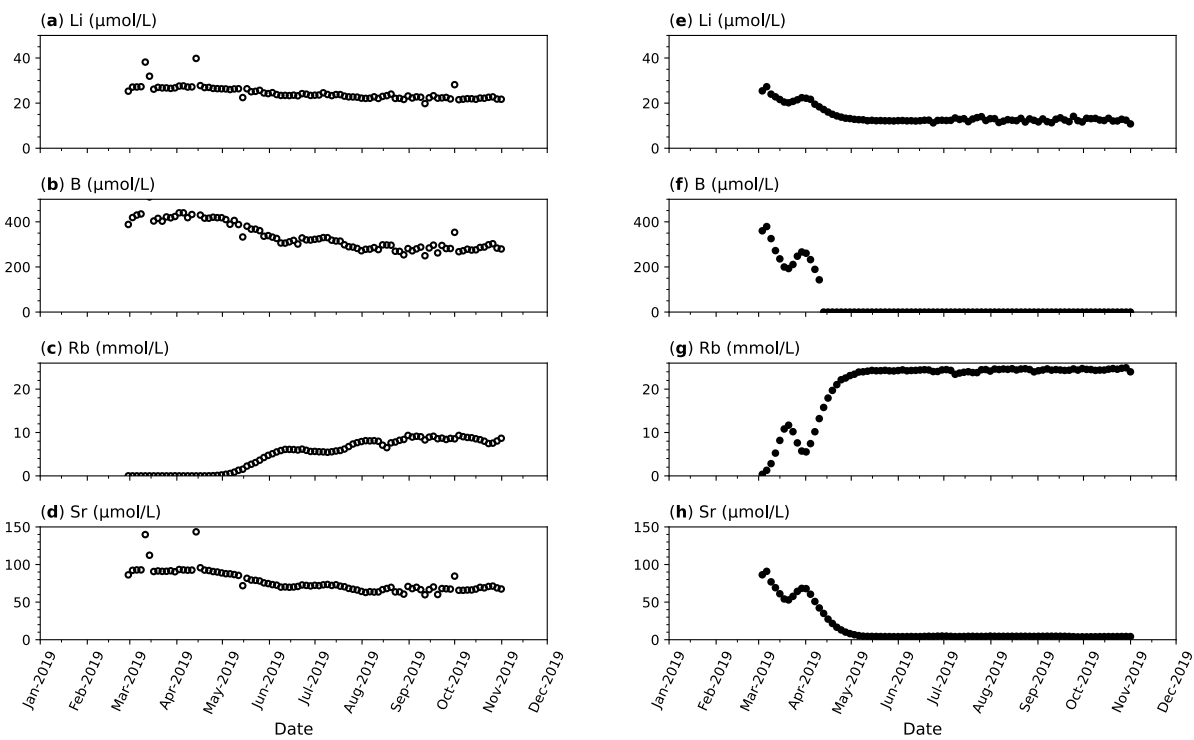 (a) Li (μmol/L)
0
20
40
(b) B (μmol/L)
0
200
400
(c) Rb (mmol/L)
0
10
20
(d) Sr (μmol/L)
0
50
100
150
Jan-2019
Feb-2019
Mar-2019
Apr-2019
May-2019
Jun-2019
Jul-2019
Aug-2019
Sep-2019
Oct-2019
Nov-2019
Dec-2019
Date
(e) Li (μmol/L)
0
20
40
(f) B (μmol/L)
0
200
400
(g) Rb (mmol/L)
0
10
20
(h) Sr (μmol/L)
0
50
100
150
Jan-2019
Feb-2019
Mar-2019
Apr-2019
May-2019
Jun-2019
Jul-2019
Aug-2019
Sep-2019
Oct-2019
Nov-2019
Dec-2019
Date